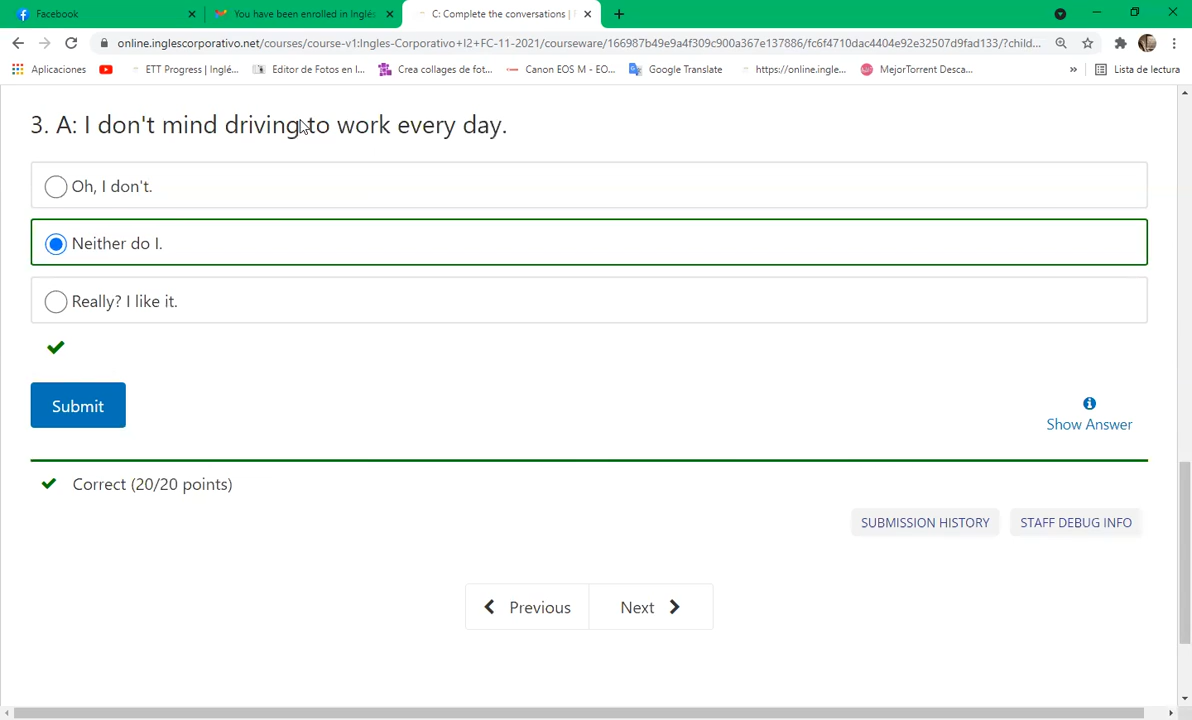 Facebook
You have been enrolled in Inglés
C: Complete the conversations |
online.inglescorporativo.net/courses/course-v1:Ingles-Corporativo+I2+FC-11-2021/courseware/166987b49e9a4f309c900a367e137886/fc6f4710dac4404e92e32507d9fad133/?child...
Aplicaciones
ETT Progress | Inglé...
Editor de Fotos en l...
Crea collages de fot...
Canon EOS M - EO...
Google Translate
https://online.ingle...
MejorTorrent Desca...
»
Lista de lectura
3. A: I don't mind driving to work every day.
Oh, I don't.
Neither do I.
Really? I like it.
Submit
Show Answer
Correct (20/20 points)
SUBMISSION HISTORY
STAFF DEBUG INFO
Previous
Next